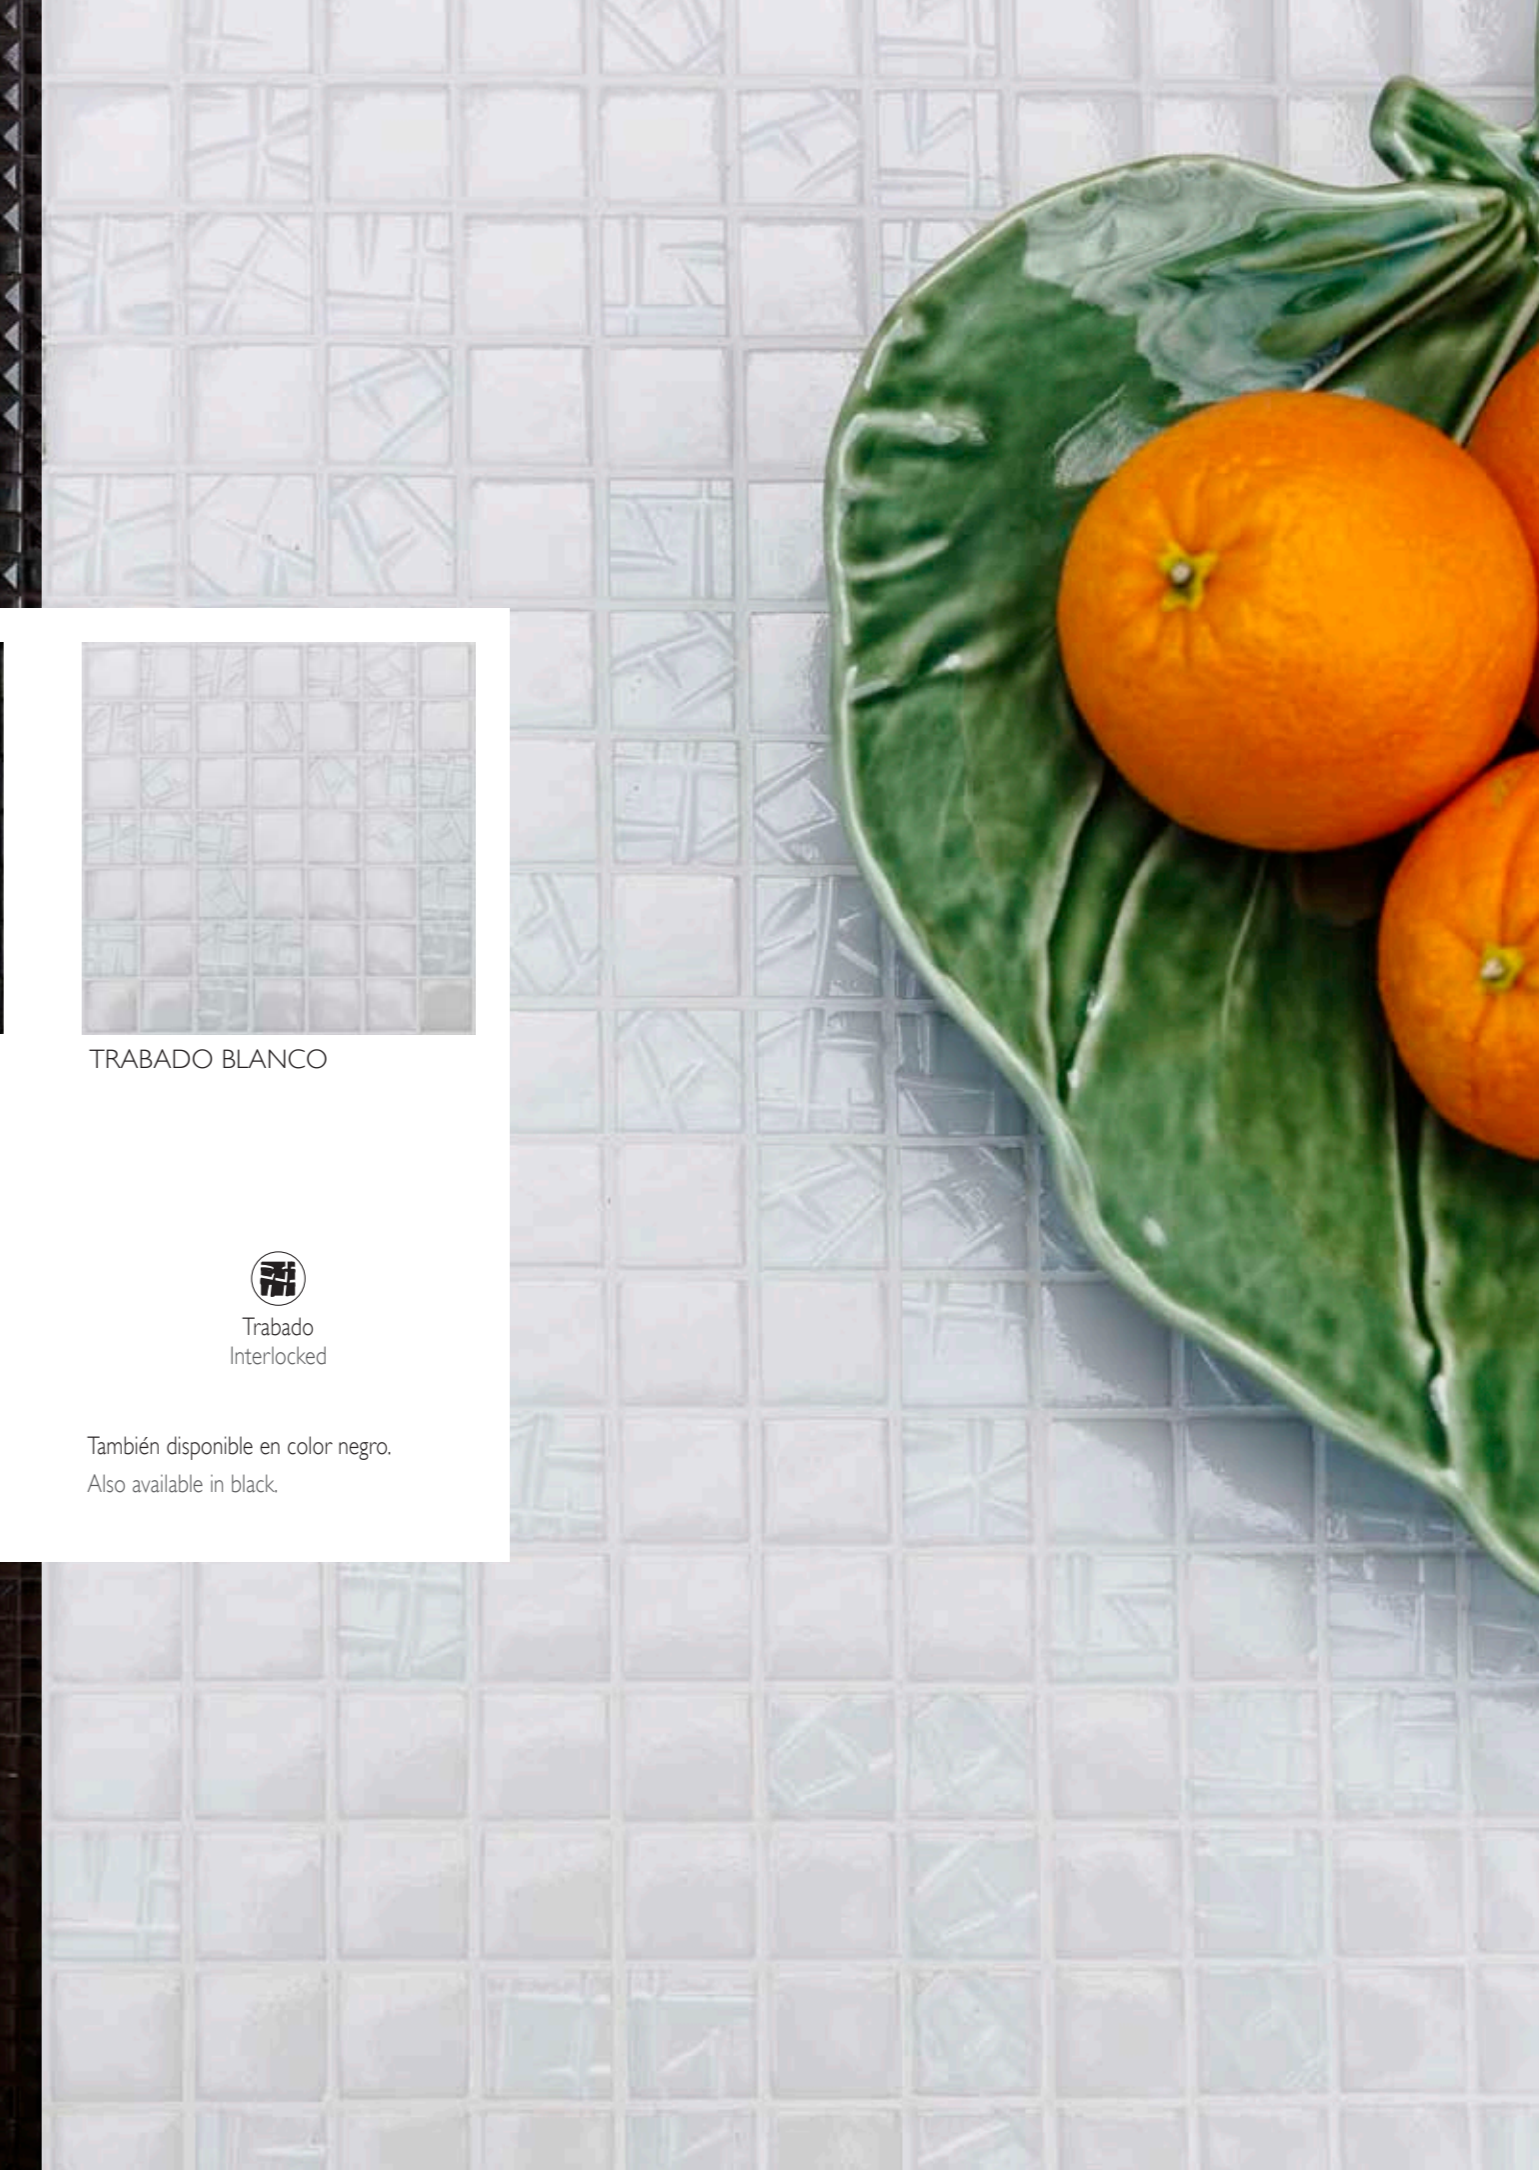 TRABADO BLANCO
Trabado
Interlocked
También disponible en color negro.
Also available in black.